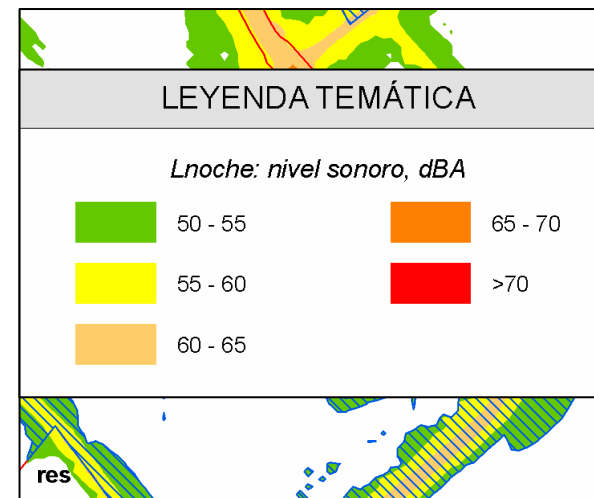 LEYENDA TEMÁTICA
Lnoche: nivel sonoro, dBA
50 - 55
55 - 60
60 - 65
65 - 70
>70
res